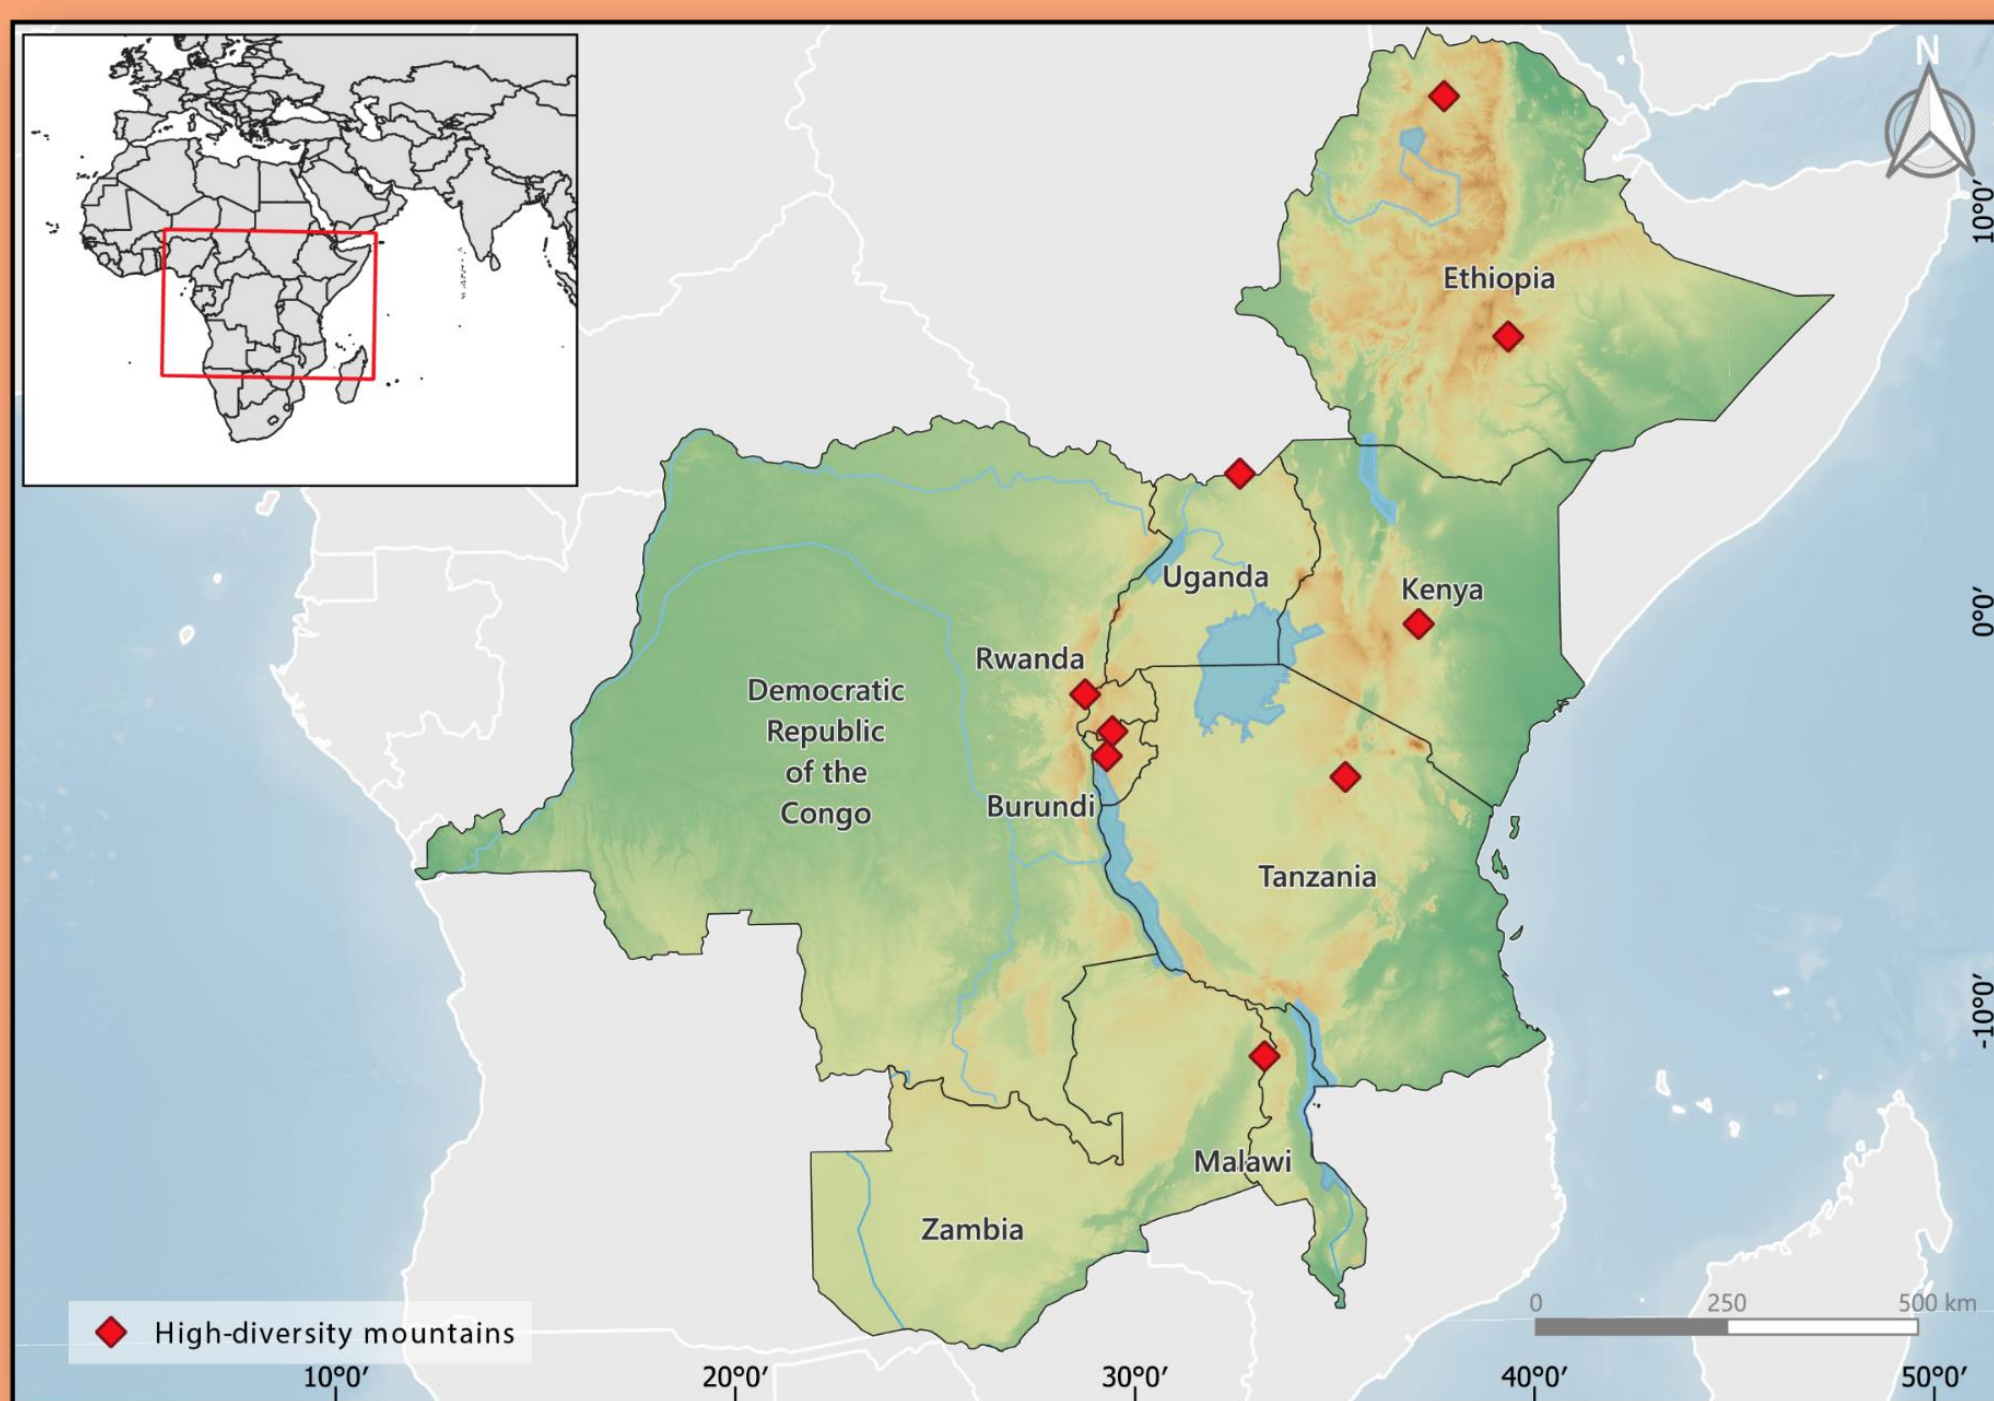 N
Ethiopia
Uganda
Kenya
Rwanda
Democratic
Republic
of the
Congo
Burundi
Tanzania
Malawi
Zambia
High-diversity mountains
0 250 500 km
10°0′ 20°0′ 30°0′ 40°0′ 50°0′
10°0′
0°0′
-10°0′